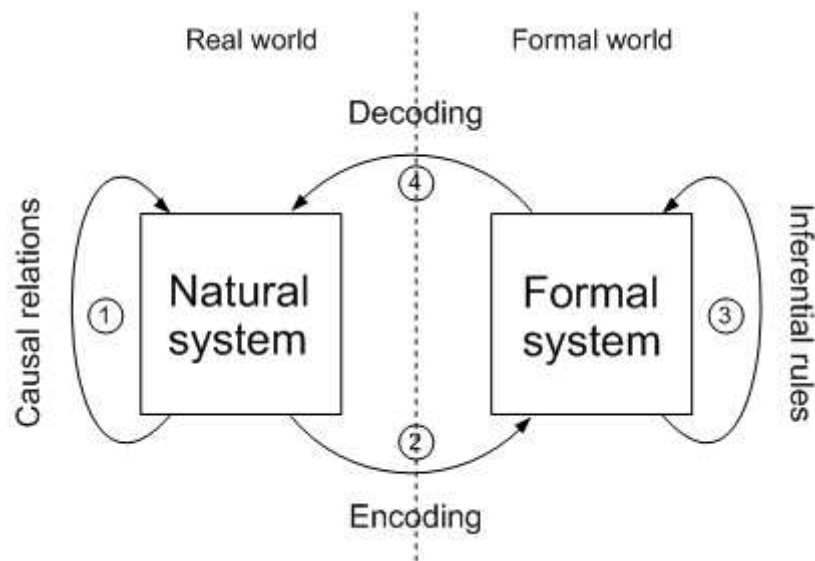 Real world
Formal world
Decoding
4
Causal relations
1
Natural
system
Formal
system
3
Inferential rules
2
Encoding